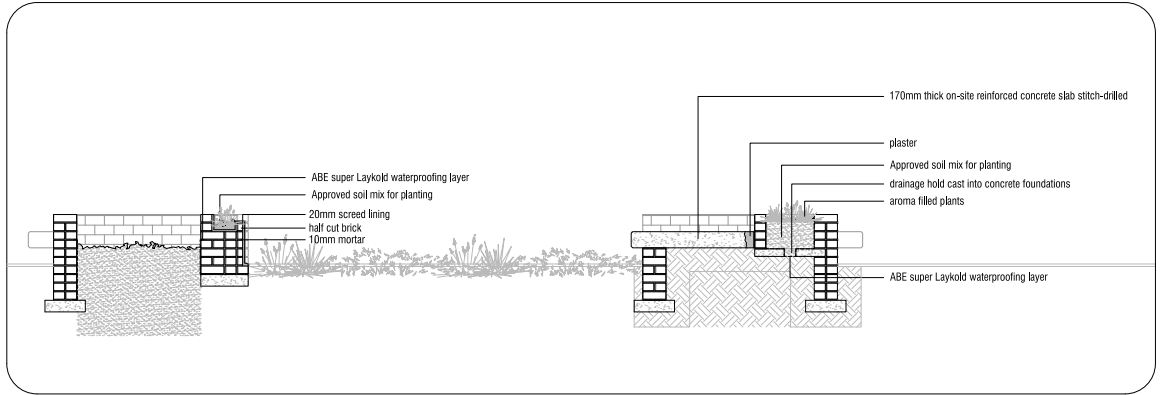 ABE super Laykold waterproofing layer
Approved soil mix for planting
20mm screed lining
half cut brick
10mm mortar
170mm thick on-site reinforced concrete slab stitch-drilled
plaster
Approved soil mix for planting
drainage hold cast into concrete foundations
aroma filled plants
ABE super Laykold waterproofing layer